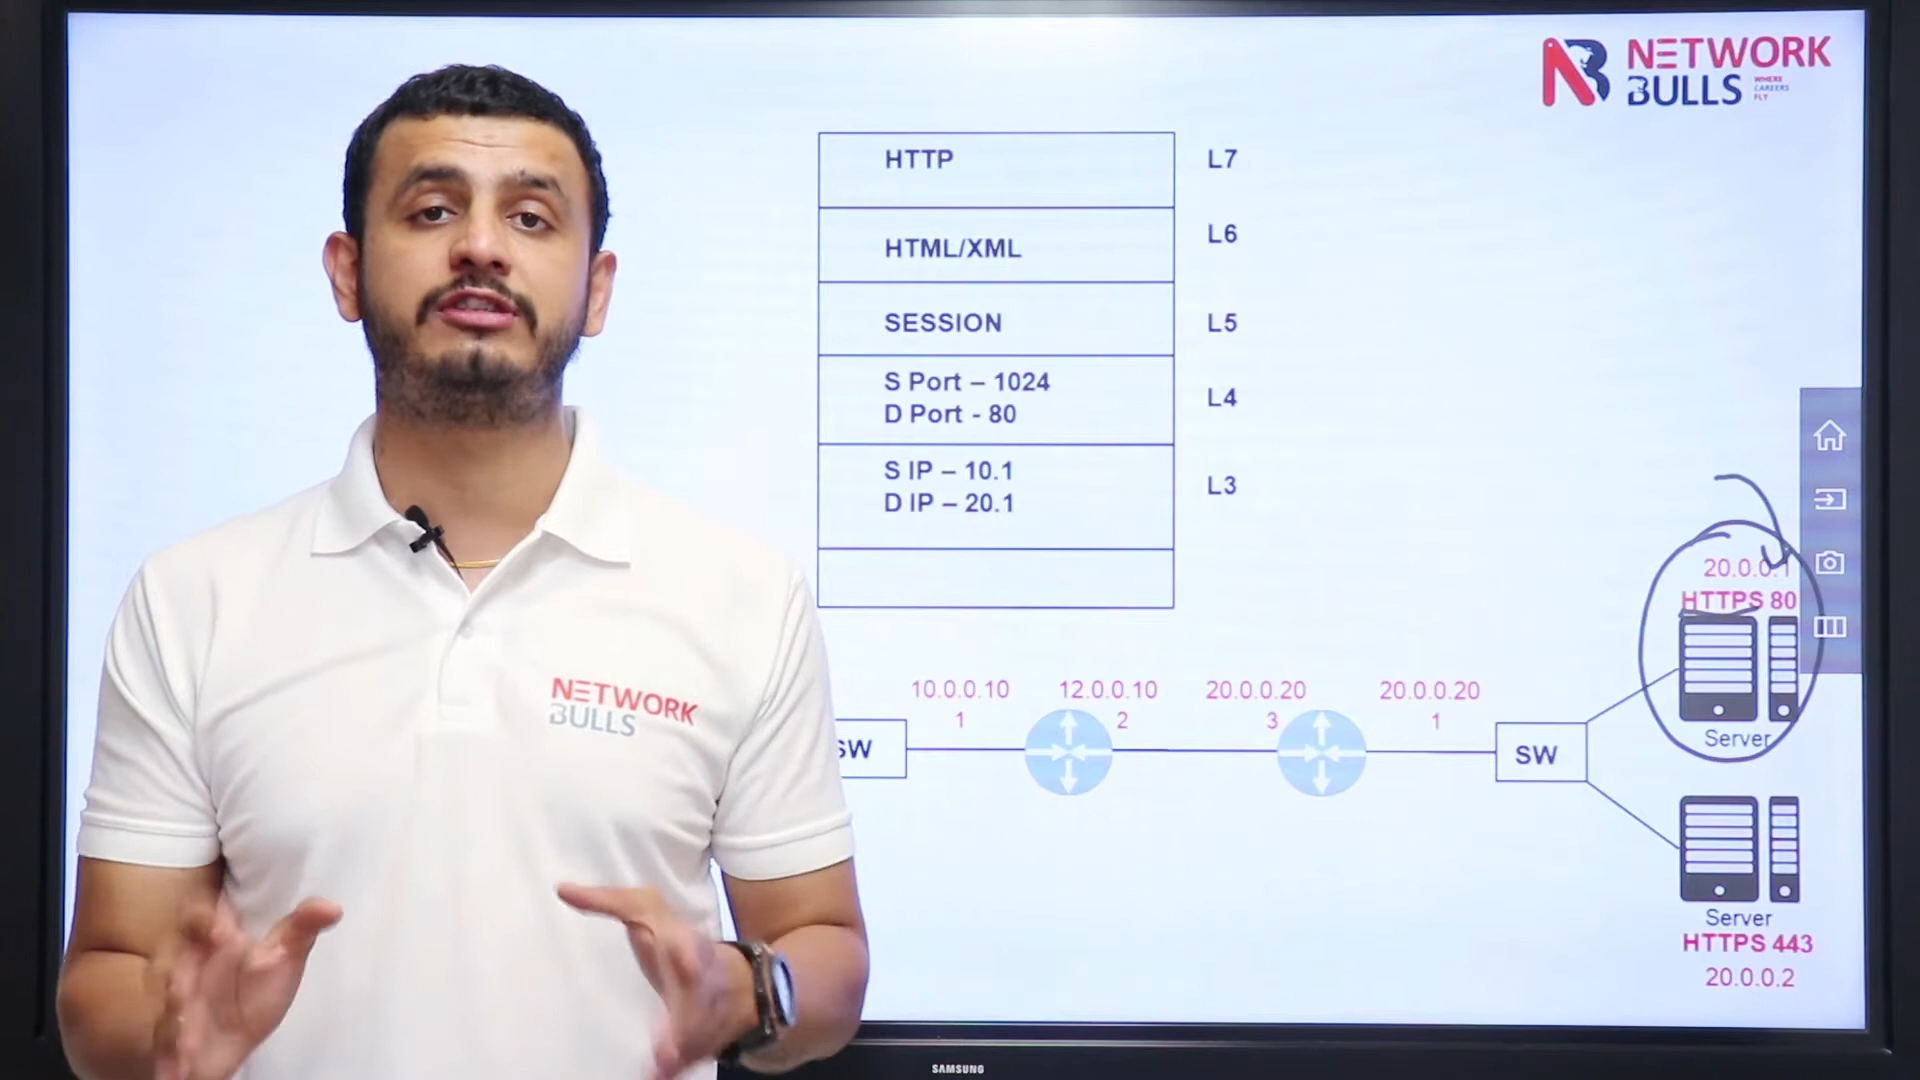 NETWORK
BULLS
WHERE
CAREERS
FLY
HTTP
L7
HTML/XML
L6
SESSION
L5
S Port – 1024
D Port - 80
L4
S IP – 10.1
D IP – 20.1
L3
20.0.0.1
HTTPS 80
Server
10.0.0.10
1
12.0.0.10
2
20.0.0.20
3
20.0.0.20
1
SW
SW
Server
HTTPS 443
20.0.0.2
NETWORK
BULLS
SAMSUNG